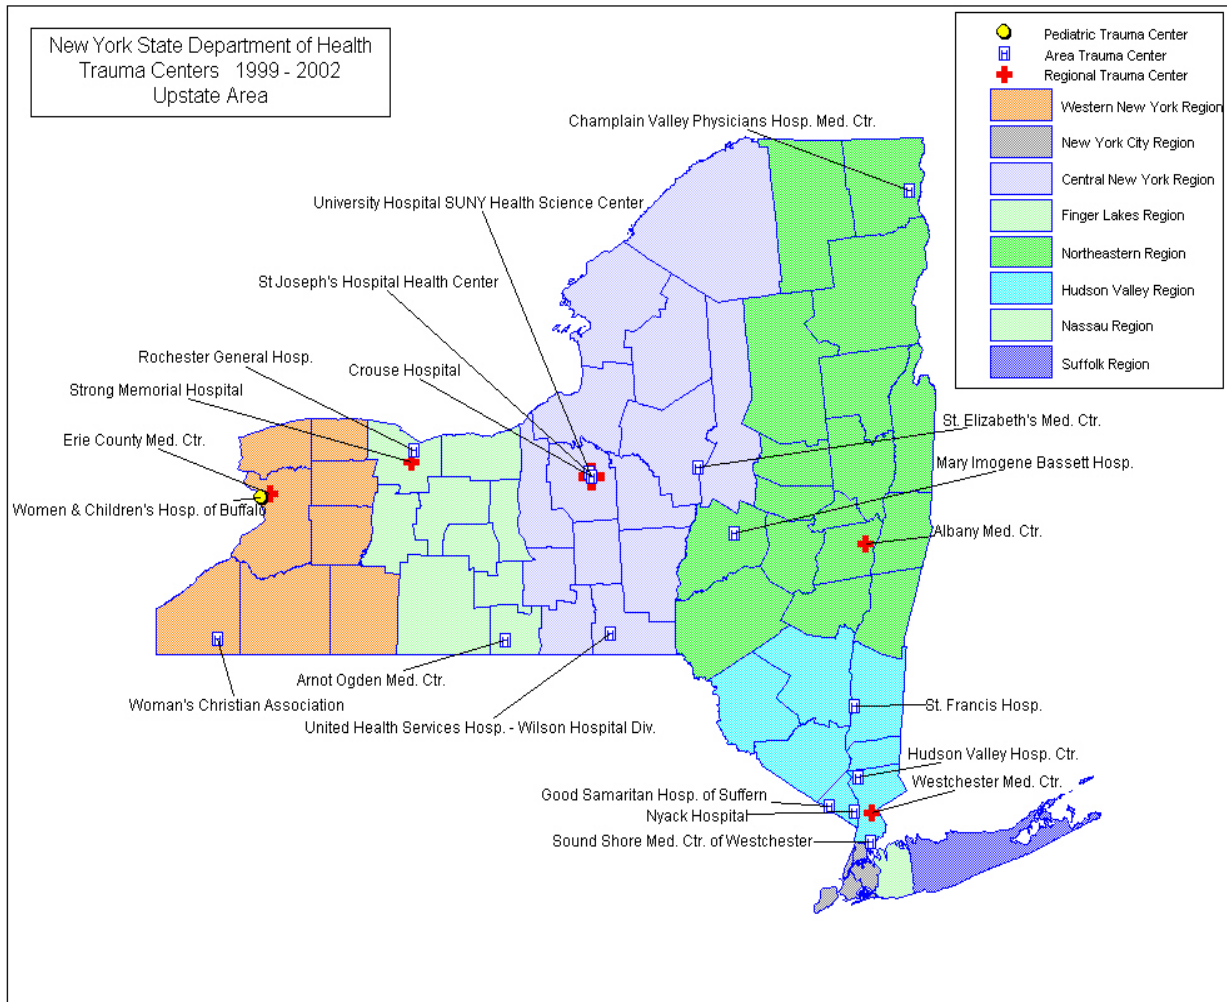 New York State Department of Health
Trauma Centers 1999 - 2002
Upstate Area
Pediatric Trauma Center
Area Trauma Center
Regional Trauma Center
Western New York Region
New York City Region
Central New York Region
Finger Lakes Region
Northeastern Region
Hudson Valley Region
Nassau Region
Suffolk Region
Champlain Valley Physicians Hosp. Med. Ctr.
University Hospital SUNY Health Science Center
St Joseph's Hospital Health Center
Rochester General Hosp.
Crouse Hospital
Strong Memorial Hospital
St. Elizabeth's Med. Ctr.
Erie County Med. Ctr.
Mary Imogene Bassett Hosp.
Women & Children's Hosp. of Buffalo
Albany Med. Ctr.
Arnot Ogden Med. Ctr.
Woman's Christian Association
St. Francis Hosp.
United Health Services Hosp. - Wilson Hospital Div.
Hudson Valley Hosp. Ctr.
Westchester Med. Ctr.
Good Samaritan Hosp. of Suffern
Nyack Hospital
Sound Shore Med. Ctr. of Westchester